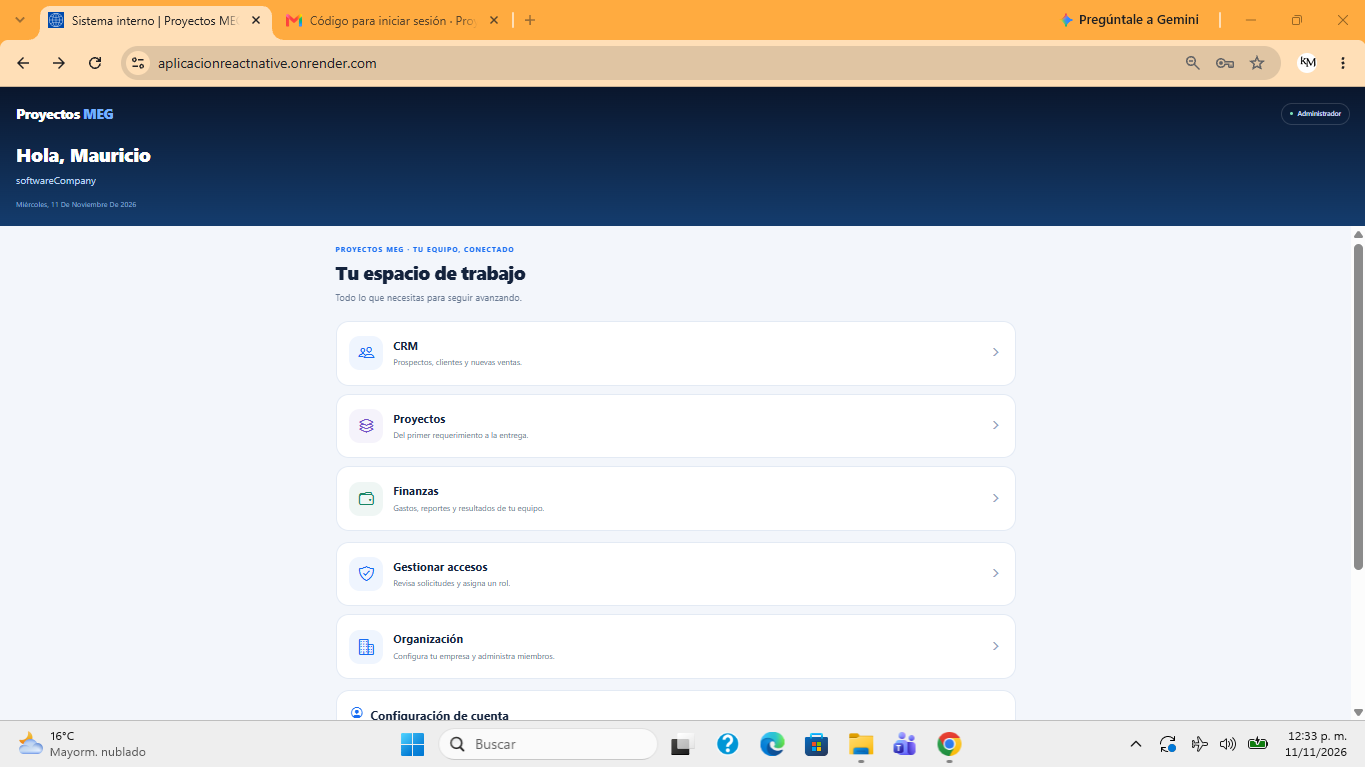 Sistema interno | Proyectos MEG
Código para iniciar sesión · Pro
Pregúntale a Gemini
aplicacionreactnative.onrender.com
KM
Proyectos MEG
Administrador
Hola, Mauricio
softwareCompany
Miércoles, 11 De Noviembre De 2026
PROYECTOS MEG · TU EQUIPO, CONECTADO
Tu espacio de trabajo
Todo lo que necesitas para seguir avanzando.
CRM
Prospectos, clientes y nuevas ventas.
Proyectos
Del primer requerimiento a la entrega.
Finanzas
Gastos, reportes y resultados de tu equipo.
Gestionar accesos
Revisa solicitudes y asigna un rol.
Organización
Configura tu empresa y administra miembros.
Configuración de cuenta
16°C
Mayorm. nublado
Buscar
12:33 p. m.
11/11/2026